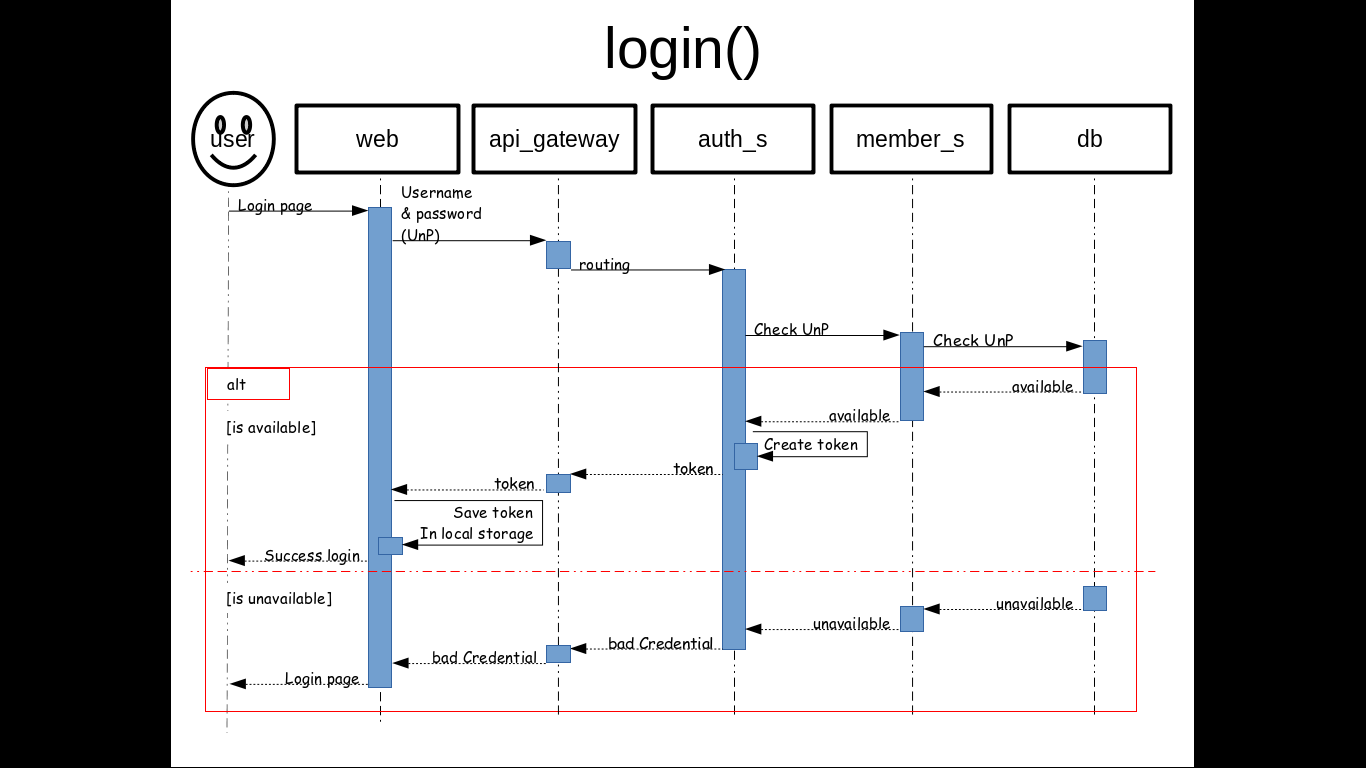 login()
user
web
api_gateway
auth_s
member_s
db
Login page
Username
& password
(UnP)
routing
Check UnP
Check UnP
alt
available
available
[is available]
Create token
token
token
Save token
In local storage
Success login
[is unavailable]
unavailable
unavailable
bad Credential
bad Credential
Login page